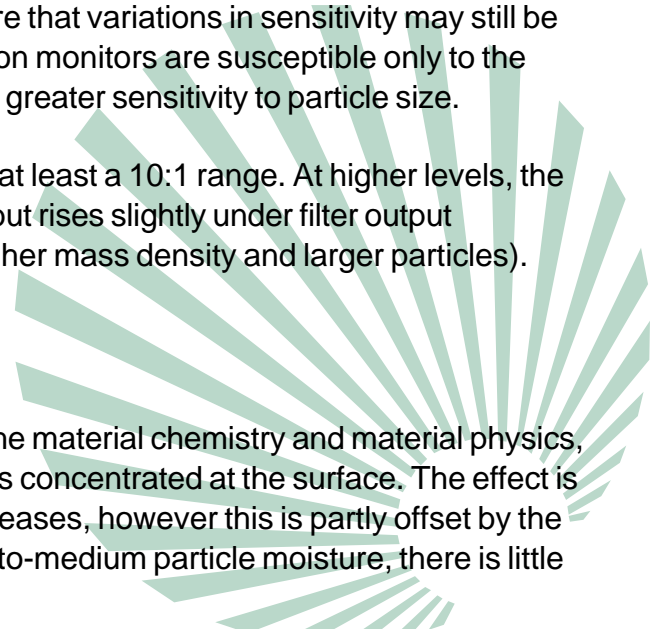 re that variations in sensitivity may still be
on monitors are susceptible only to the
greater sensitivity to particle size.
at least a 10:1 range. At higher levels, the
out rises slightly under filter output
her mass density and larger particles).
he material chemistry and material physics,
s concentrated at the surface. The effect is
eases, however this is partly offset by the
to-medium particle moisture, there is little